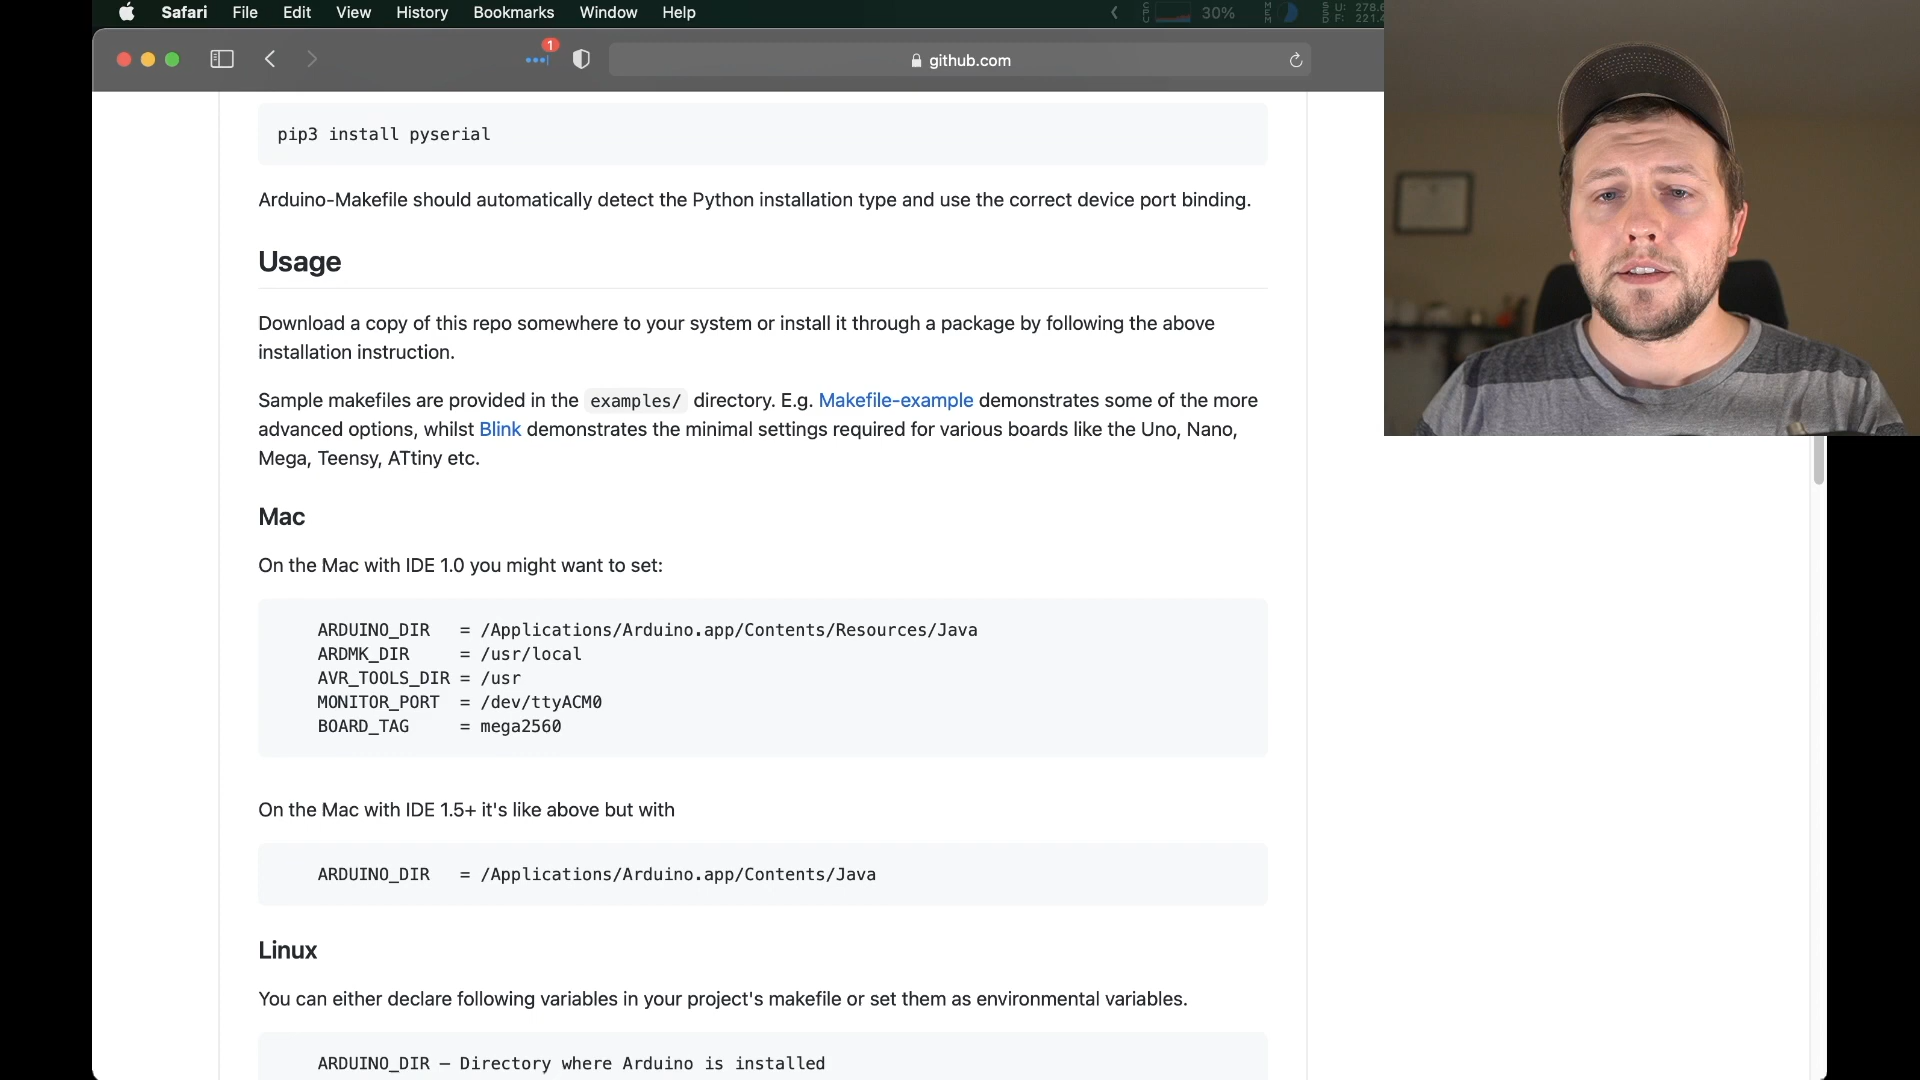 Safari File Edit View History Bookmarks Window Help 30% U: 278.6
F: 221.4
1
github.com
pip3 install pyserial
Arduino-Makefile should automatically detect the Python installation type and use the correct device port binding.
Usage
Download a copy of this repo somewhere to your system or install it through a package by following the above
installation instruction.
Sample makefiles are provided in the examples/ directory. E.g. Makefile-example demonstrates some of the more
advanced options, whilst Blink demonstrates the minimal settings required for various boards like the Uno, Nano,
Mega, Teensy, ATtiny etc.
Mac
On the Mac with IDE 1.0 you might want to set:
ARDUINO_DIR = /Applications/Arduino.app/Contents/Resources/Java
ARDMK_DIR = /usr/local
AVR_TOOLS_DIR = /usr
MONITOR_PORT = /dev/ttyACM0
BOARD_TAG = mega2560
On the Mac with IDE 1.5+ it's like above but with
ARDUINO_DIR = /Applications/Arduino.app/Contents/Java
Linux
You can either declare following variables in your project's makefile or set them as environmental variables.
ARDUINO_DIR – Directory where Arduino is installed